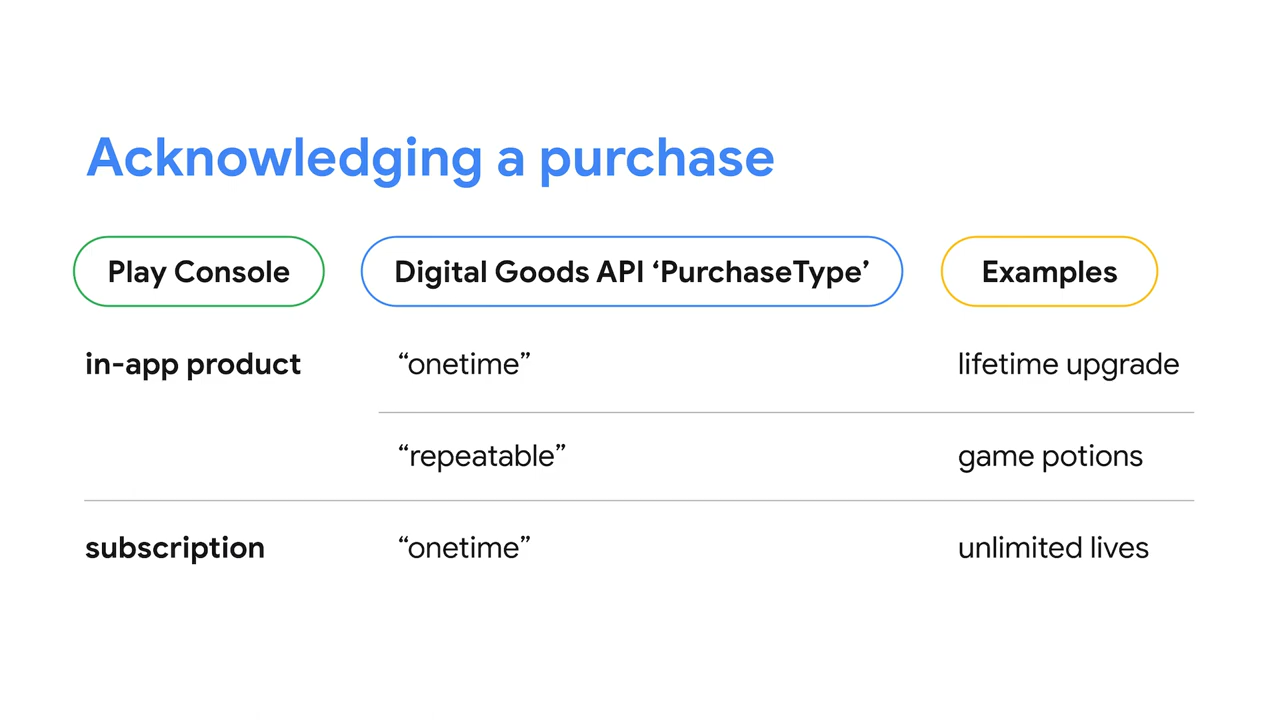 Acknowledging a purchase
Play Console
Digital Goods API ‘PurchaseType’
Examples
in-app product
“onetime”
lifetime upgrade
“repeatable”
game potions
subscription
“onetime”
unlimited lives